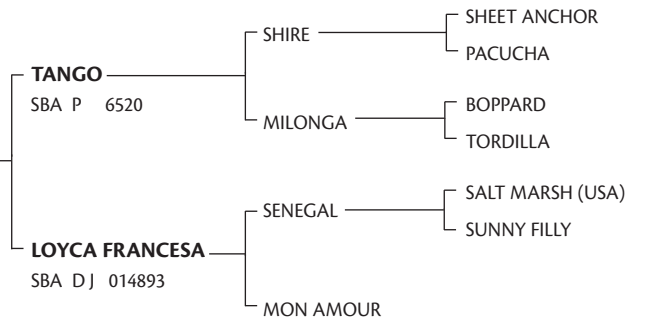 SHEET ANCHOR
SHIRE
PACUCHA
TANGO
SBA P 6520
BOPPARD
MILONGA
TORDILLA
SALT MARSH (USA)
SENEGAL
SUNNY FILLY
LOYCA FRANCESA
SBA D J 014893
MON AMOUR